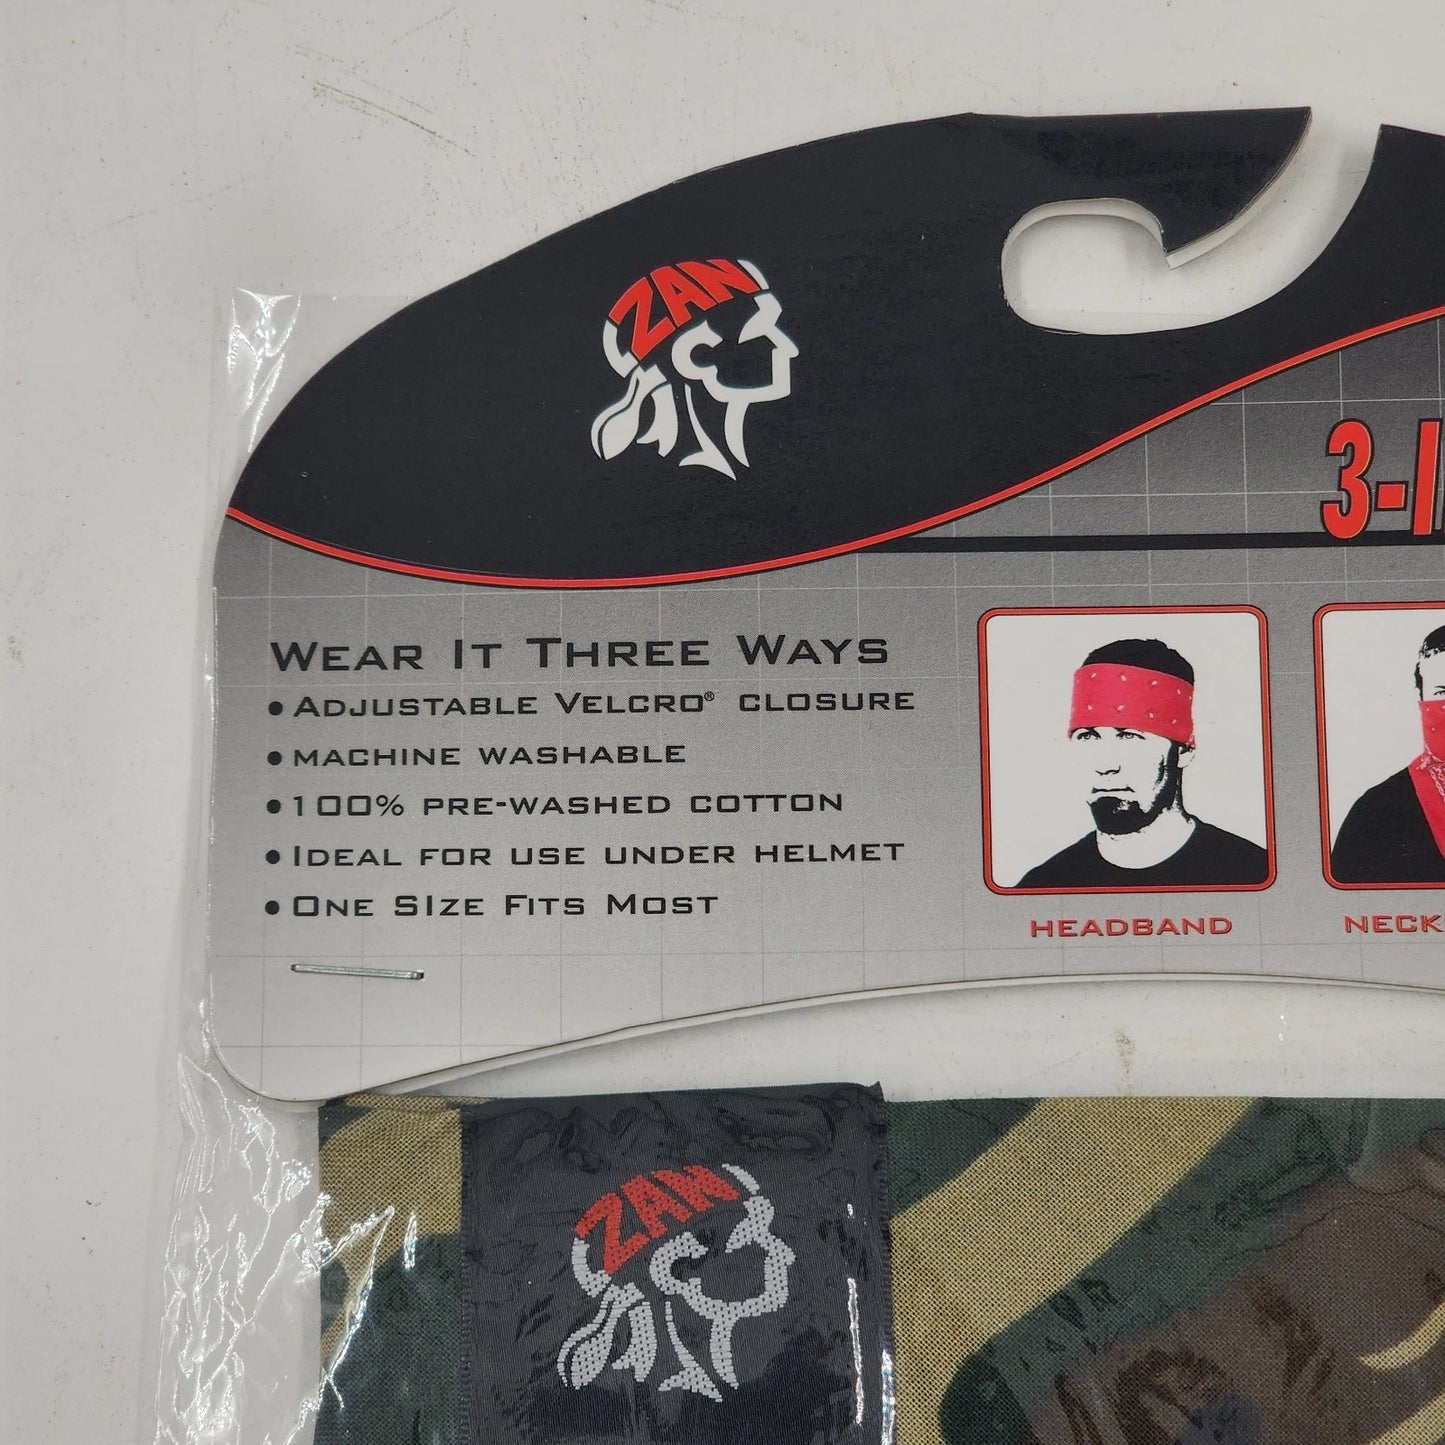 ZAN
3-I
WEAR IT THREE WAYS
• ADJUSTABLE VELCRO® CLOSURE
• MACHINE WASHABLE
• 100% PRE-WASHED COTTON
• IDEAL FOR USE UNDER HELMET
• ONE SIZE FITS MOST
HEADBAND
NECK
ZAN